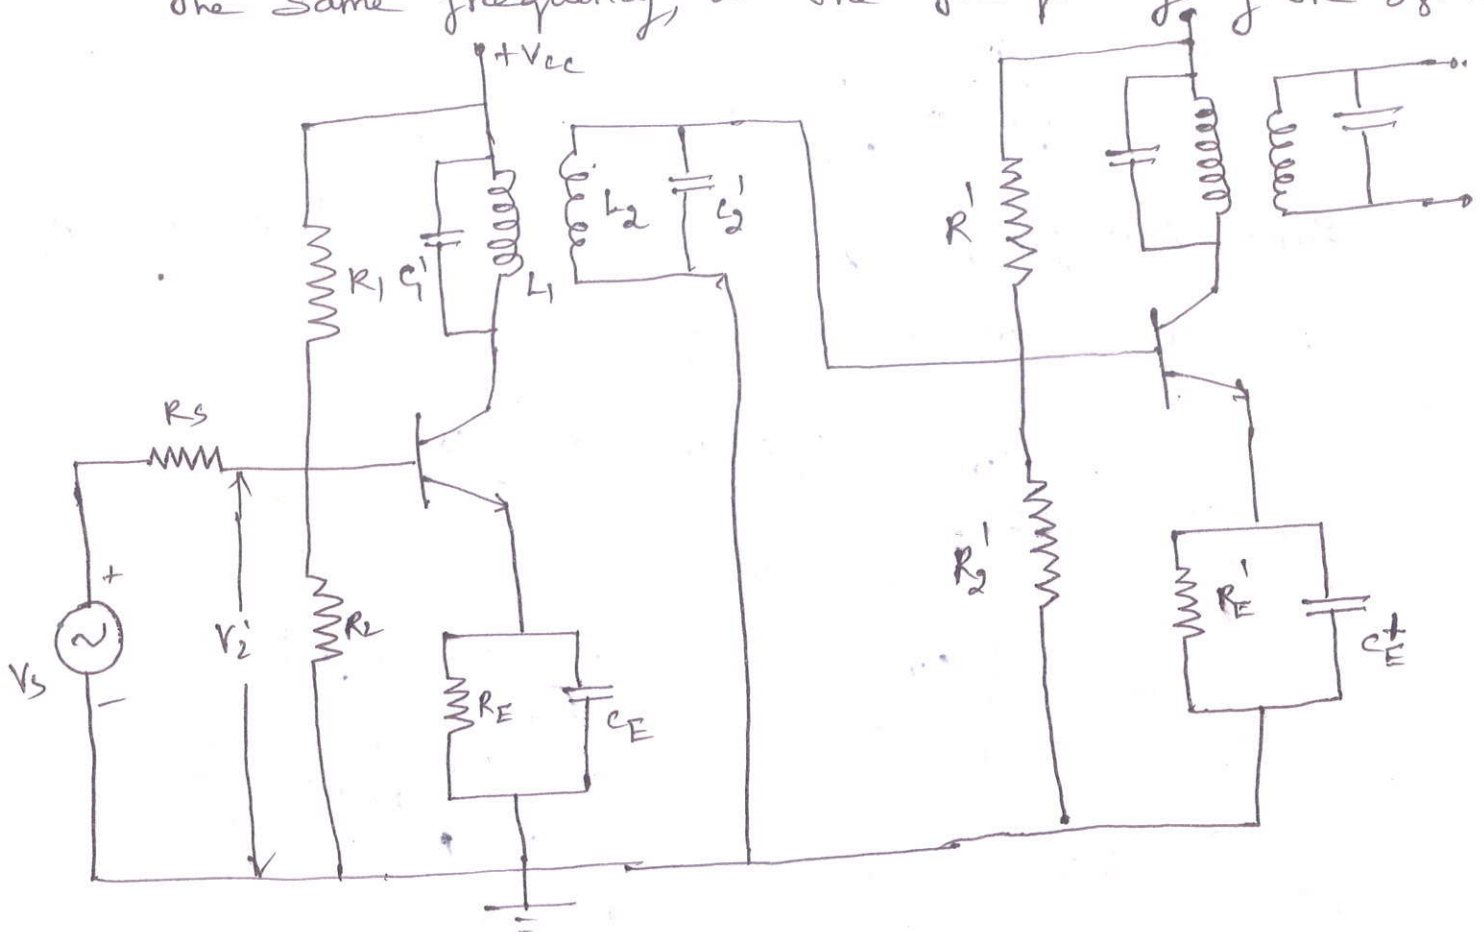 the same frequency,
+Vcc
R1
C1'
L1
L2
C2'
R'
Rs
+
Vs
−
V2'
R2
RE
CE
R2'
RE'
CE